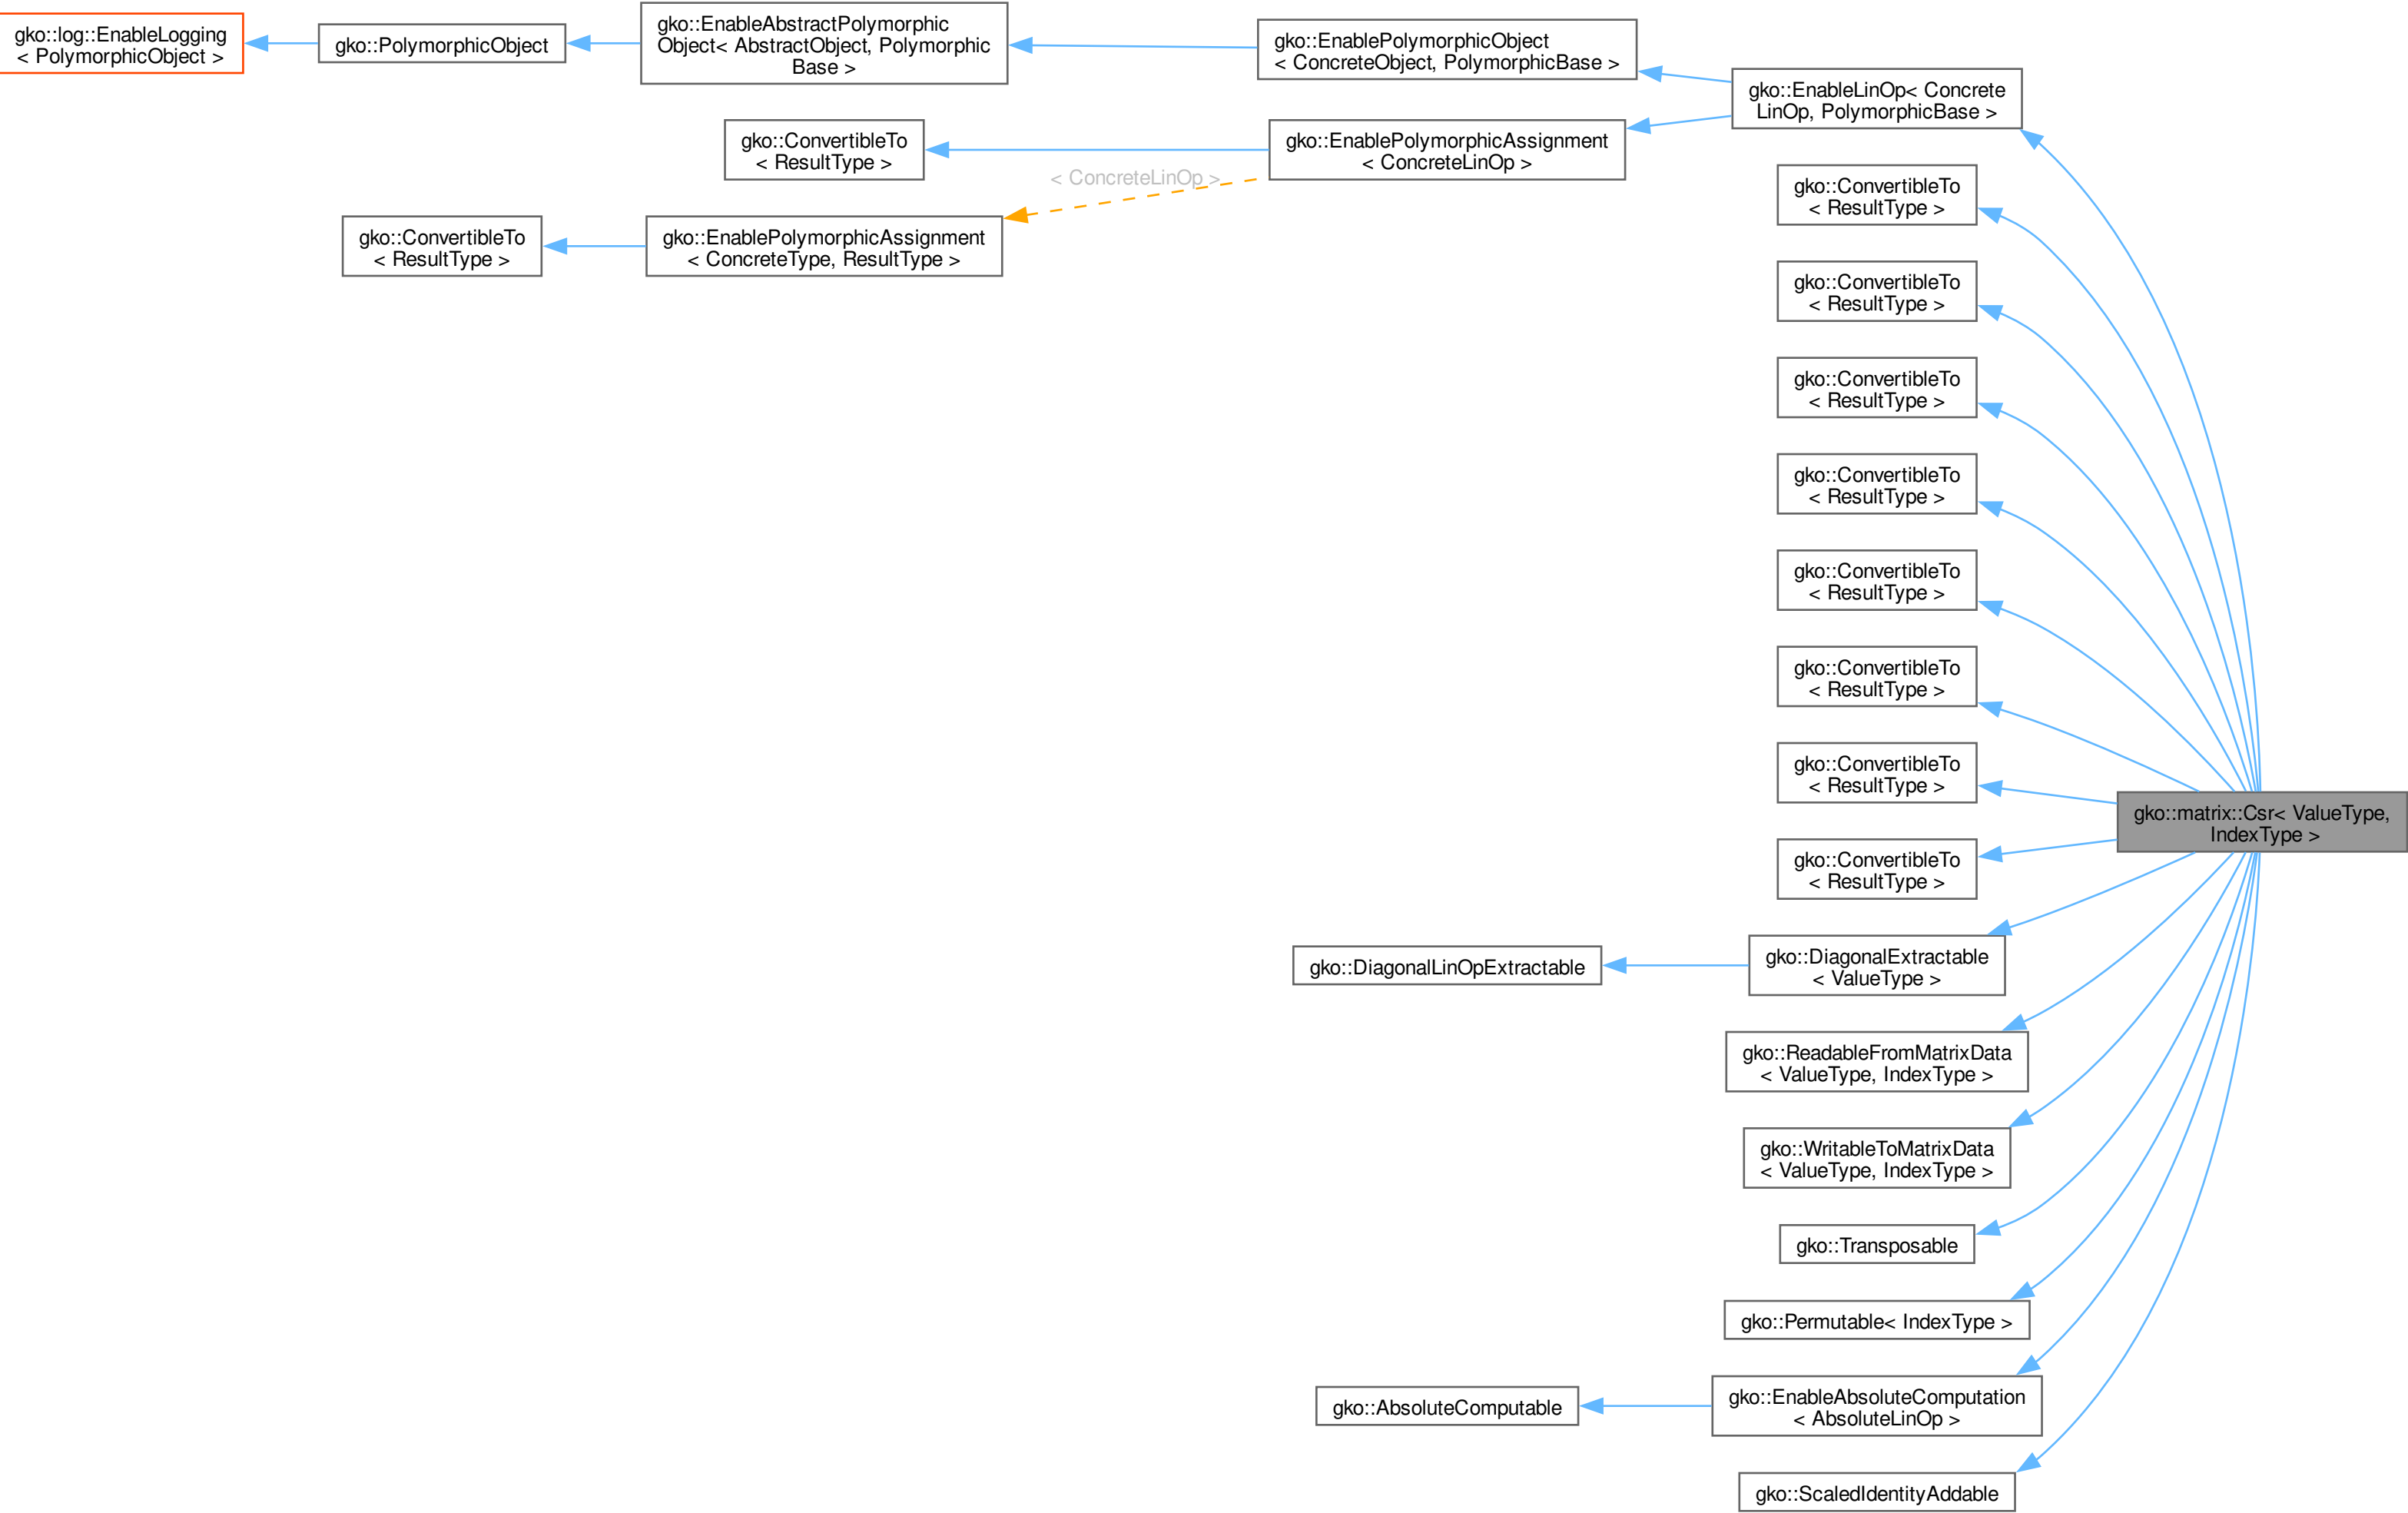 gko::log::EnableLogging
< PolymorphicObject >
gko::PolymorphicObject
gko::EnableAbstractPolymorphic
Object< AbstractObject, Polymorphic
Base >
gko::EnablePolymorphicObject
< ConcreteObject, PolymorphicBase >
gko::EnableLinOp< Concrete
LinOp, PolymorphicBase >
gko::ConvertibleTo
< ResultType >
gko::EnablePolymorphicAssignment
< ConcreteLinOp >
< ConcreteLinOp >
gko::ConvertibleTo
< ResultType >
gko::EnablePolymorphicAssignment
< ConcreteType, ResultType >
gko::ConvertibleTo
< ResultType >
gko::ConvertibleTo
< ResultType >
gko::ConvertibleTo
< ResultType >
gko::ConvertibleTo
< ResultType >
gko::ConvertibleTo
< ResultType >
gko::ConvertibleTo
< ResultType >
gko::ConvertibleTo
< ResultType >
gko::ConvertibleTo
< ResultType >
gko::matrix::Csr< ValueType,
IndexType >
gko::DiagonalLinOpExtractable
gko::DiagonalExtractable
< ValueType >
gko::ReadableFromMatrixData
< ValueType, IndexType >
gko::WritableToMatrixData
< ValueType, IndexType >
gko::Transposable
gko::Permutable< IndexType >
gko::AbsoluteComputable
gko::EnableAbsoluteComputation
< AbsoluteLinOp >
gko::ScaledIdentityAddable